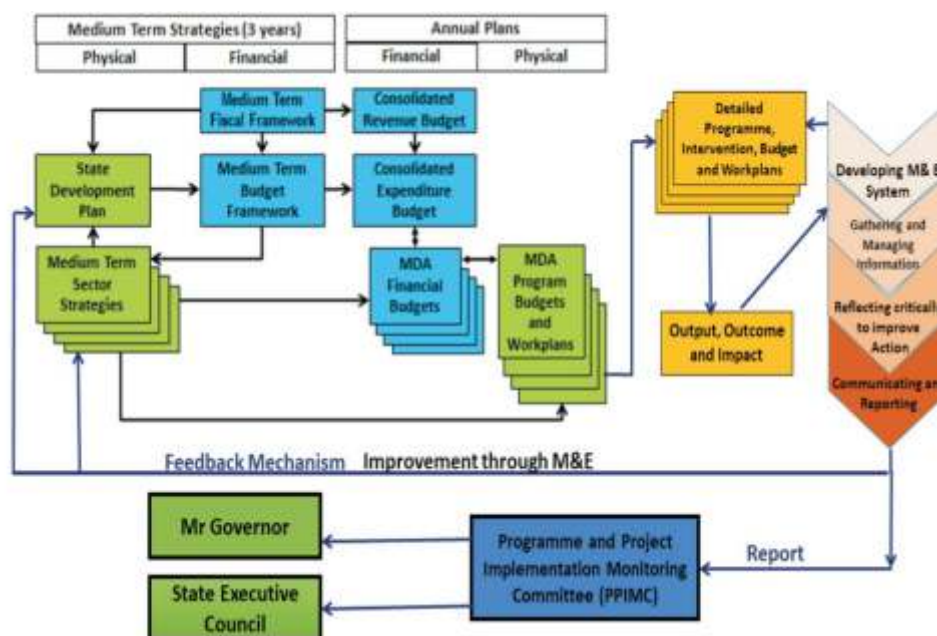 Medium Term Strategies (3 years)
Annual Plans
Physical
Financial
Financial
Physical
Medium Term
Fiscal Framework
Consolidated
Revenue Budget
State
Development
Plan
Medium Term
Budget
Framework
Consolidated
Expenditure
Budget
Medium Term
Sector
Strategies
MDA
Financial
Budgets
MDA
Program
Budgets
and
Workplans
Detailed
Programme,
Intervention, Budget
and Workplans
Output, Outcome
and Impact
Developing M& E
System
Gathering and
Managing
Information
Reflecting critically
to improve
Action
Communicating an
Reporting
Feedback Mechanism Improvement through M&E
Mr Governor
State Executive
Council
Programme and Project
Implementation Monitoring
Committee (PPIMC)
Report